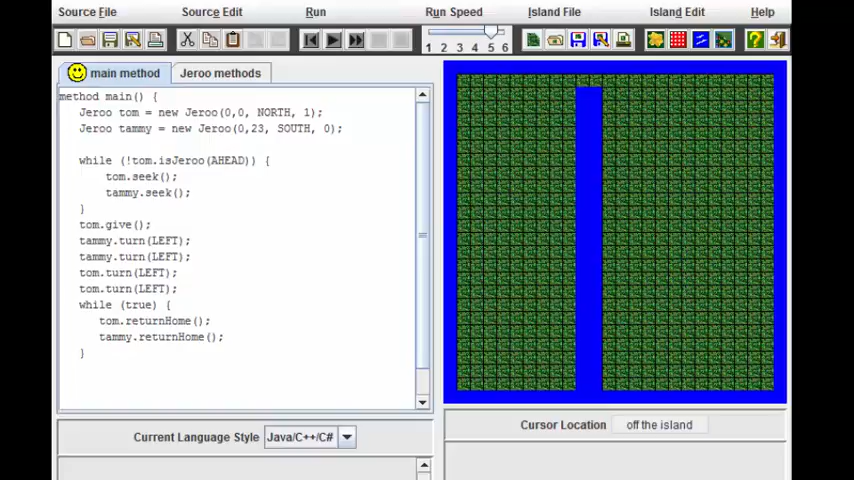 Source File Source Edit Run Run Speed Island File Island Edit Help
1 2 3 4 5 6
main method Jeroo methods
method main() {
Jeroo tom = new Jeroo(0,0, NORTH, 1);
Jeroo tammy = new Jeroo(0,23, SOUTH, 0);
while (!tom.isJeroo(AHEAD)) {
tom.seek();
tammy.seek();
}
tom.give();
tammy.turn(LEFT);
tammy.turn(LEFT);
tom.turn(LEFT);
tom.turn(LEFT);
while (true) {
tom.returnHome();
tammy.returnHome();
}
Current Language Style Java/C++/C#
Cursor Location off the island